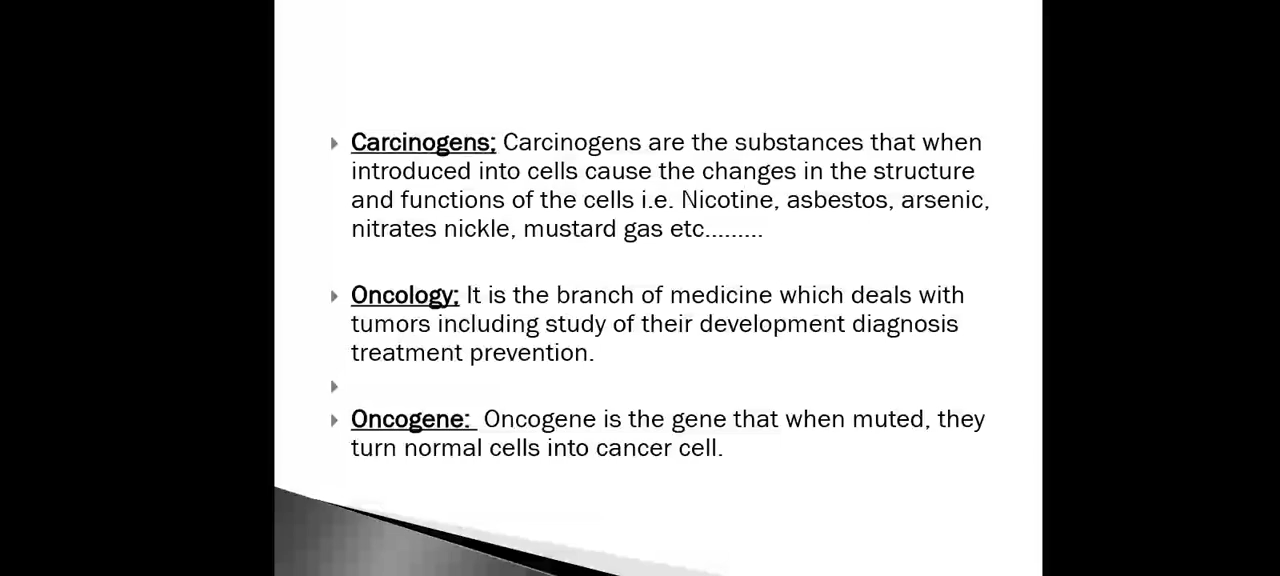 Carcinogens: Carcinogens are the substances that when
introduced into cells cause the changes in the structure
and functions of the cells i.e. Nicotine, asbestos, arsenic,
nitrates nickle, mustard gas etc.........
Oncology: It is the branch of medicine which deals with
tumors including study of their development diagnosis
treatment prevention.
Oncogene: Oncogene is the gene that when muted, they
turn normal cells into cancer cell.